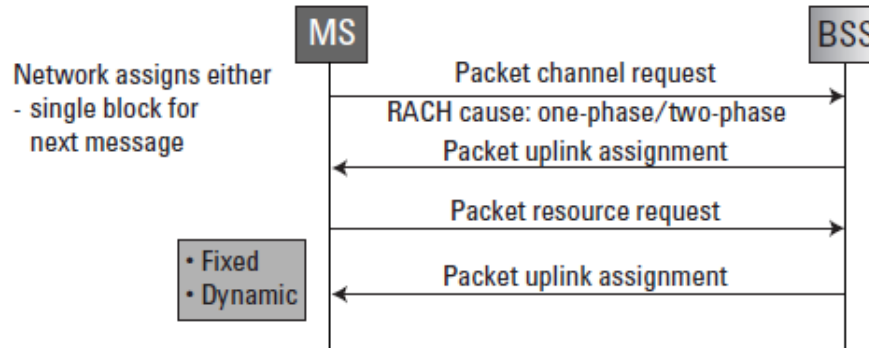 MS
BSS
Network assigns either
- single block for
next message
Packet channel request
RACH cause: one-phase/two-phase
Packet uplink assignment
Packet resource request
• Fixed
• Dynamic
Packet uplink assignment